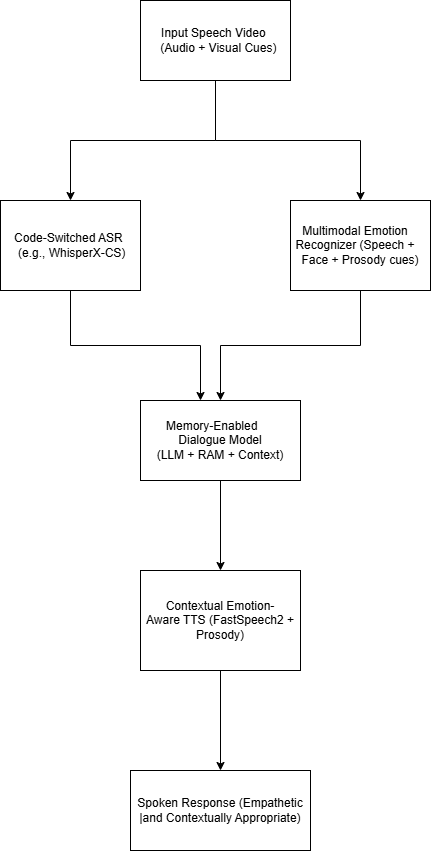 Input Speech Video
(Audio + Visual Cues)
Code-Switched ASR
(e.g., WhisperX-CS)
Multimodal Emotion
Recognizer (Speech +
Face + Prosody cues)
Memory-Enabled
Dialogue Model
(LLM + RAM + Context)
Contextual Emotion-
Aware TTS (FastSpeech2 +
Prosody)
Spoken Response (Empathetic
|and Contextually Appropriate)